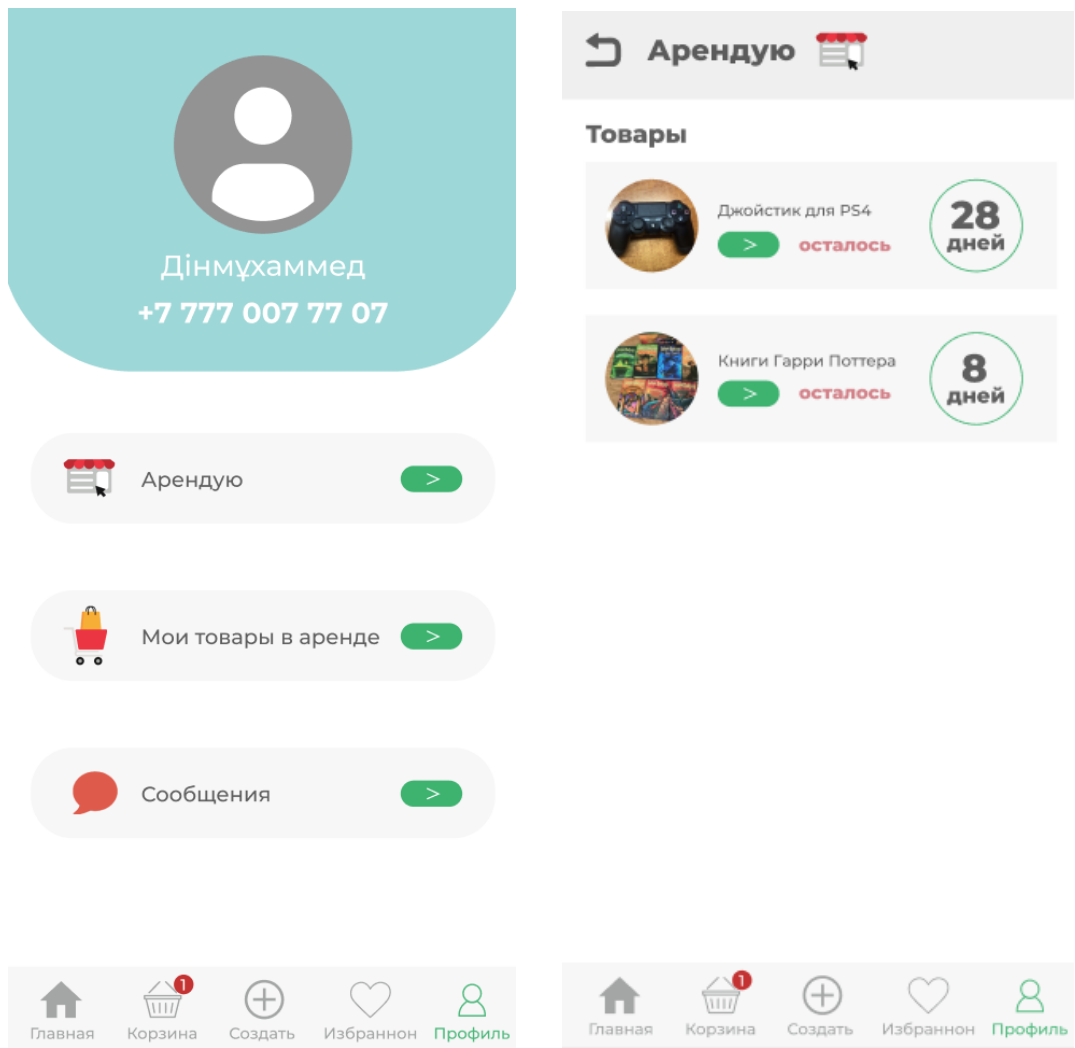 Дінмұхаммед
+7 777 007 77 07
Арендую
>
Мои товары в аренде
>
Сообщения
>
1
Главная
Корзина
Создать
Избраннон
Профиль
Арендую
Товары
Джойстик для PS4
> осталось
28
дней
Книги Гарри Поттера
> осталось
8
дней
1
Главная
Корзина
Создать
Избраннон
Профиль